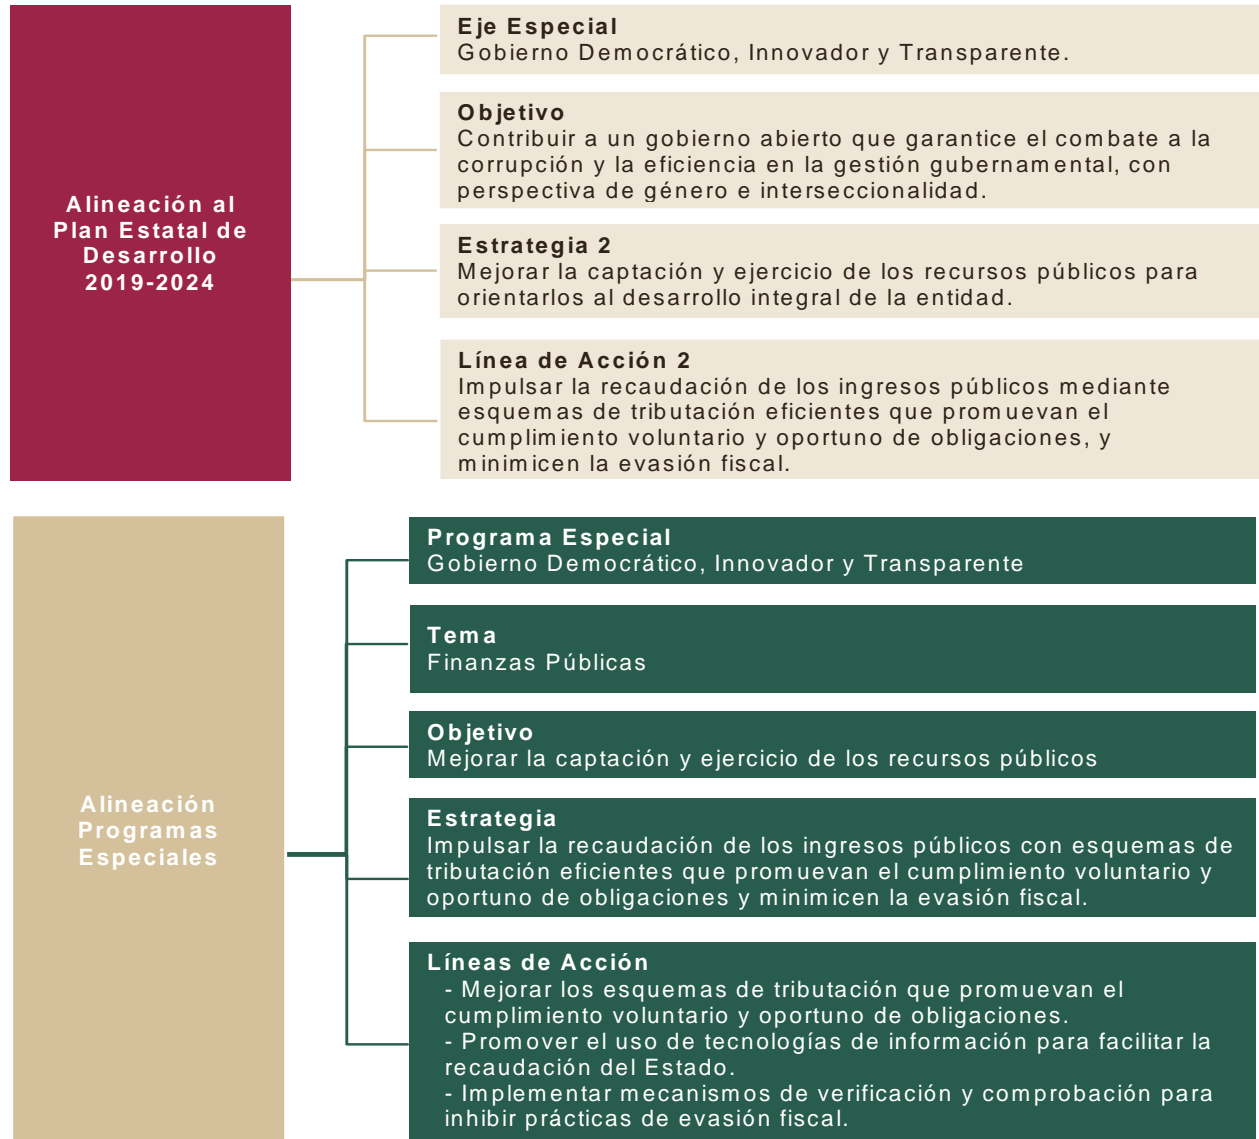 Alineación al
Plan Estatal de
Desarrollo
2019-2024
Eje Especial
Gobierno Democrático, Innovador y Transparente.
Objetivo
Contribuir a un gobierno abierto que garantice el combate a la
corrupción y la eficiencia en la gestión gubernamental, con
perspectiva de género e interseccionalidad.
Estrategia 2
Mejorar la captación y ejercicio de los recursos públicos para
orientarlos al desarrollo integral de la entidad.
Línea de Acción 2
Impulsar la recaudación de los ingresos públicos mediante
esquemas de tributación eficientes que promuevan el
cumplimiento voluntario y oportuno de obligaciones, y
minimicen la evasión fiscal.
Alineación
Programas
Especiales
Programa Especial
Gobierno Democrático, Innovador y Transparente
Tema
Finanzas Públicas
Objetivo
Mejorar la captación y ejercicio de los recursos públicos
Estrategia
Impulsar la recaudación de los ingresos públicos con esquemas de
tributación eficientes que promuevan el cumplimiento voluntario y
oportuno de obligaciones y minimicen la evasión fiscal.
Líneas de Acción
- Mejorar los esquemas de tributación que promuevan el
cumplimiento voluntario y oportuno de obligaciones.
- Promover el uso de tecnologías de información para facilitar la
recaudación del Estado.
- Implementar mecanismos de verificación y comprobación para
inhibir prácticas de evasión fiscal.